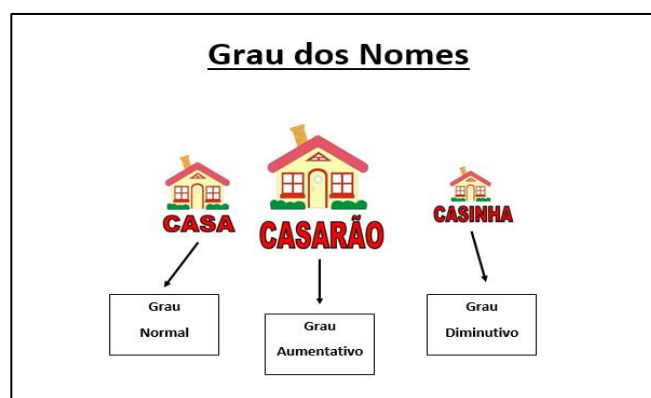 Grau dos Nomes
CASA
CASARÃO
CASINHA
Grau
Normal
Grau
Aumentativo
Grau
Diminutivo